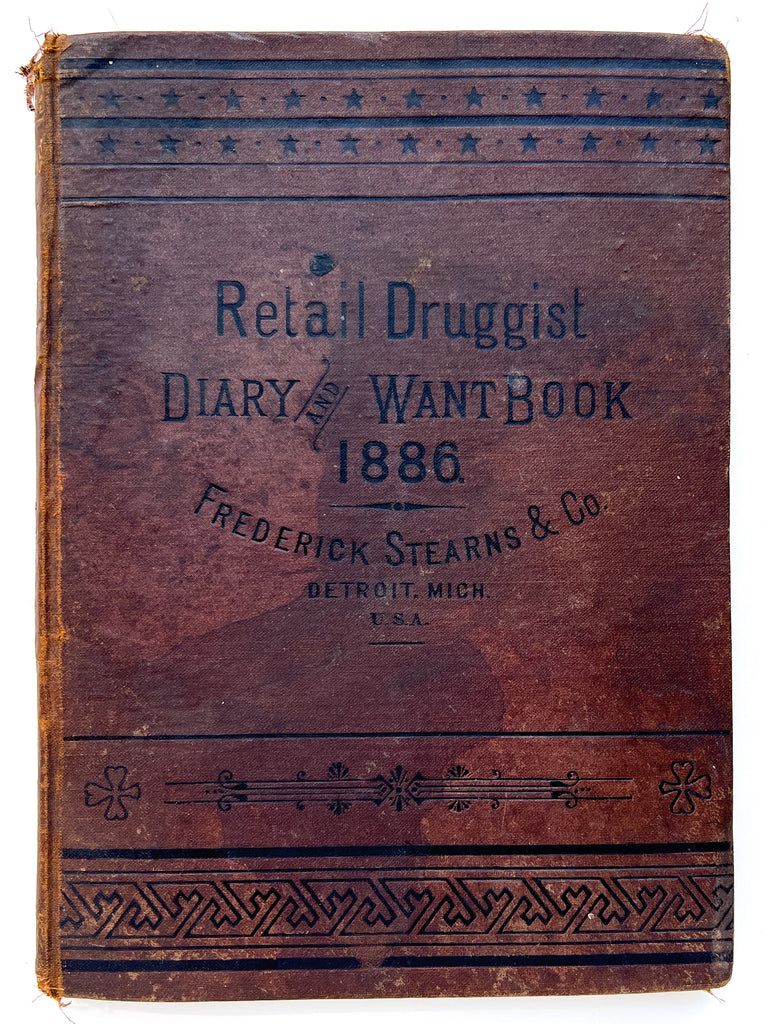 Retail Druggist
DIARY AND WANT BOOK
1886.
FREDERICK STEARNS & CO.
DETROIT. MICH.
U.S.A.